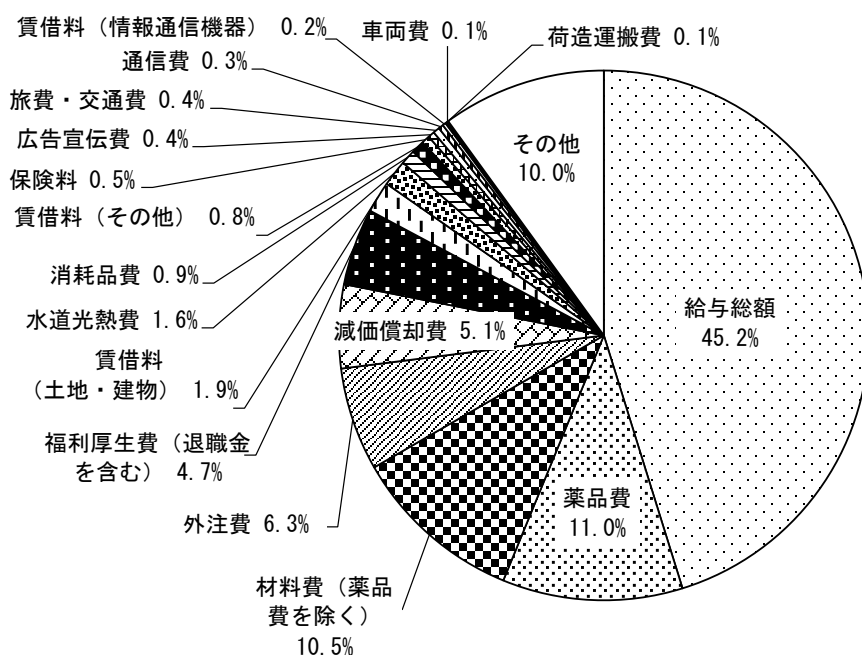 賃借料（情報通信機器） 0.2%
車両費 0.1%
荷造運搬費 0.1%
通信費 0.3%
旅費・交通費 0.4%
広告宣伝費 0.4%
保険料 0.5%
賃借料（その他） 0.8%
消耗品費 0.9%
水道光熱費 1.6%
賃借料
（土地・建物） 1.9%
福利厚生費（退職金
を含む） 4.7%
減価償却費 5.1%
外注費 6.3%
材料費（薬品
費を除く）
10.5%
薬品費
11.0%
給与総額
45.2%
その他
10.0%